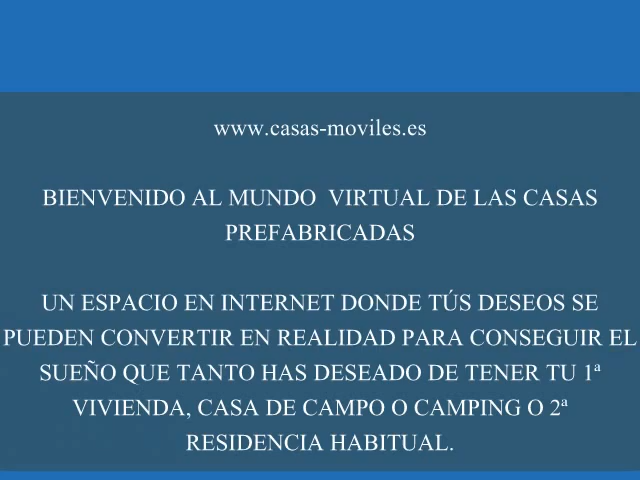 www.casas-moviles.es
BIENVENIDO AL MUNDO  VIRTUAL DE LAS CASAS
PREFABRICADAS
UN ESPACIO EN INTERNET DONDE TÚS DESEOS SE
PUEDEN CONVERTIR EN REALIDAD PARA CONSEGUIR EL
SUEÑO QUE TANTO HAS DESEADO DE TENER TU 1ª
VIVIENDA, CASA DE CAMPO O CAMPING O 2ª
RESIDENCIA HABITUAL.